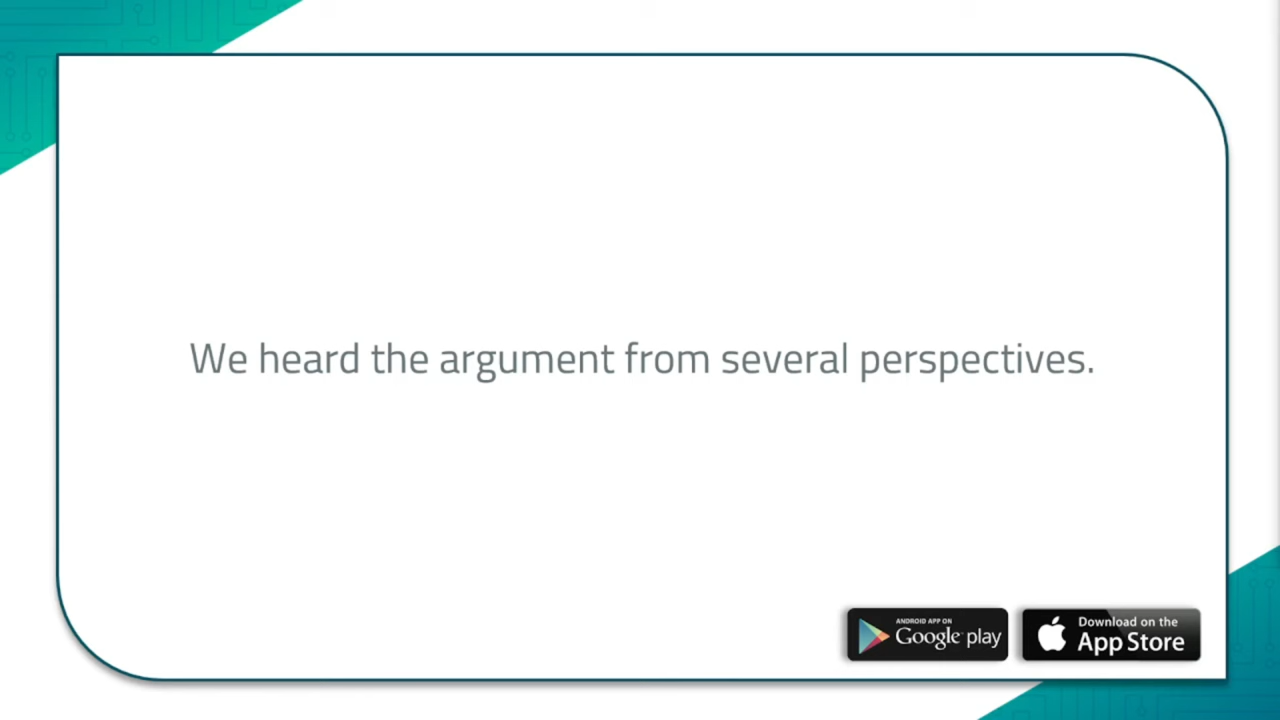 We heard the argument from several perspectives.
ANDROID APP ON
Google play
Download on the
App Store